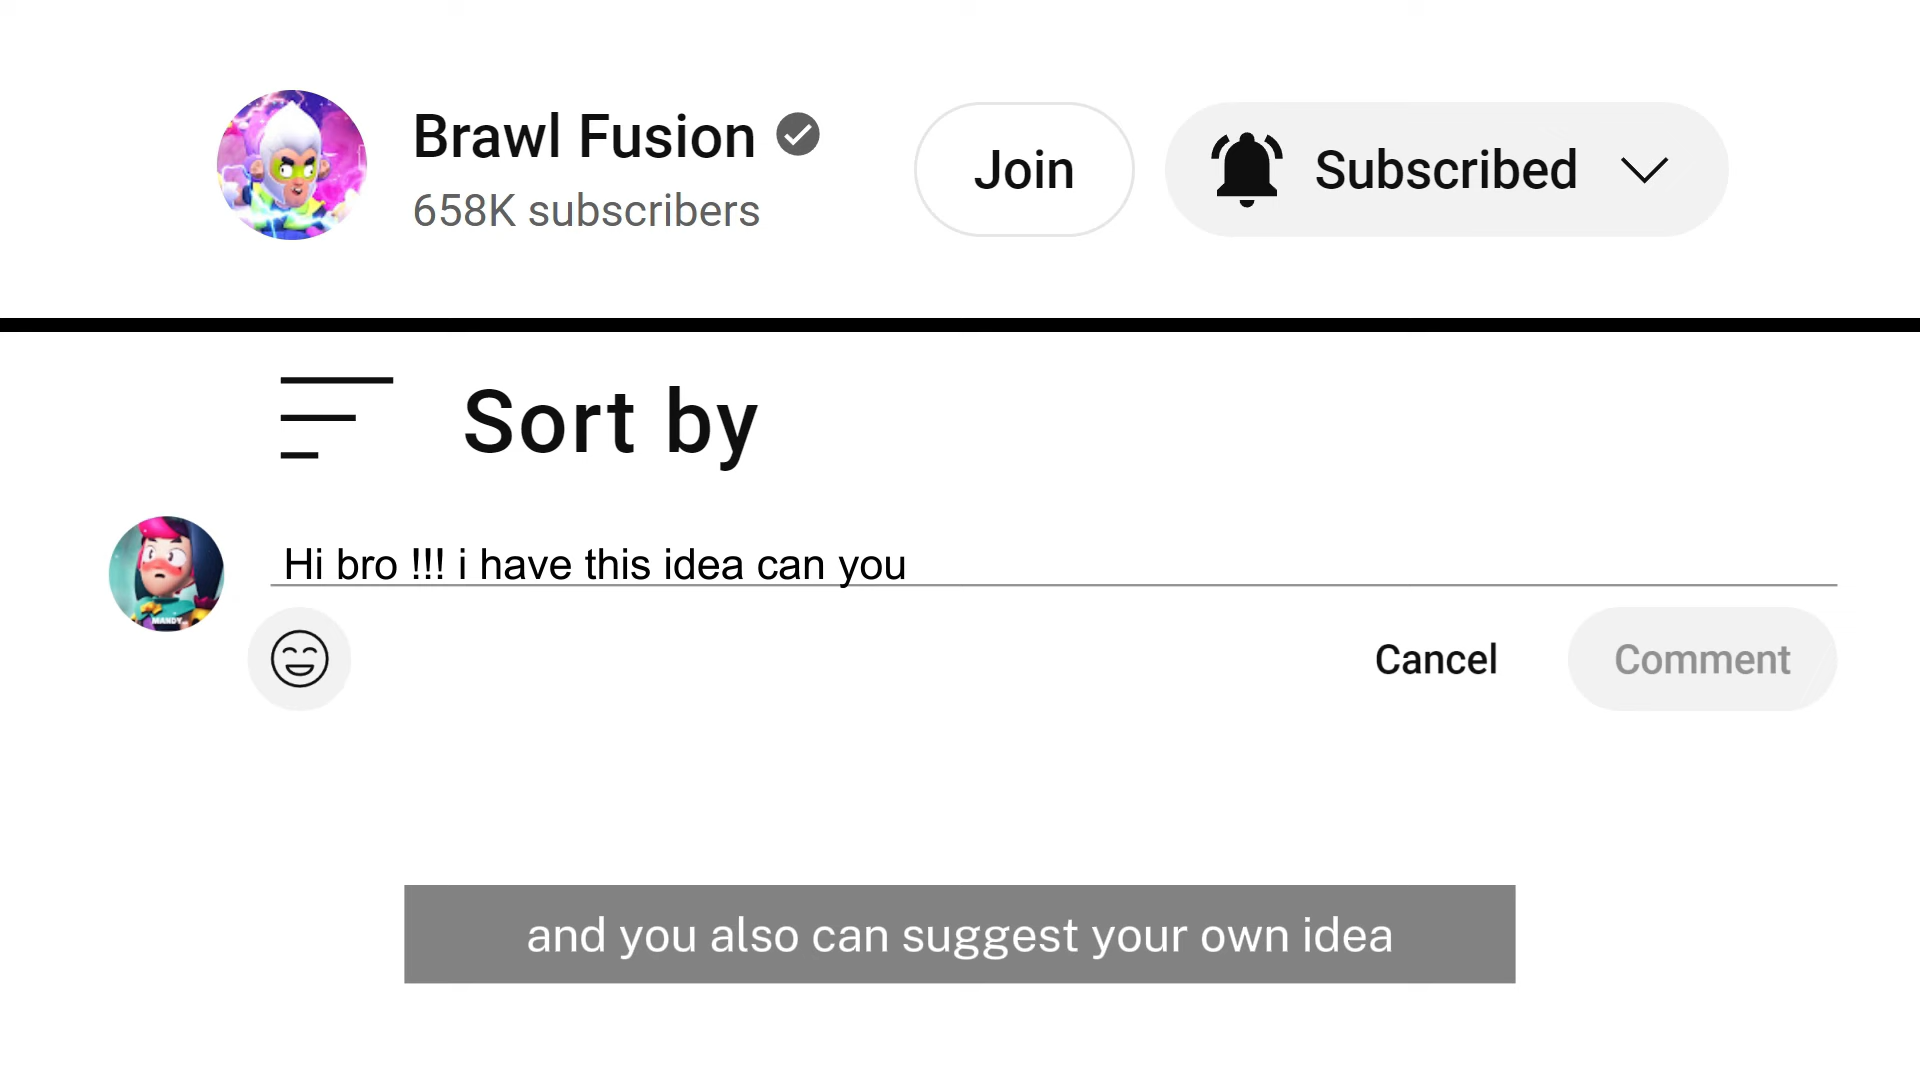 Brawl Fusion
658K subscribers
Join
Subscribed
Sort by
Hi bro !!! i have this idea can you
MANDY
Cancel
Comment
and you also can suggest your own idea